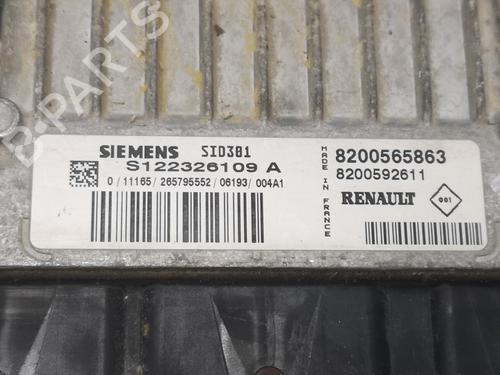 B-PARTS
SIEMENS SID301
S122326109 A
0 / 11165 / 265795552 / 06193 / 004A1
MADE IN FRANCE
8200565863
8200592611
RENAULT
001